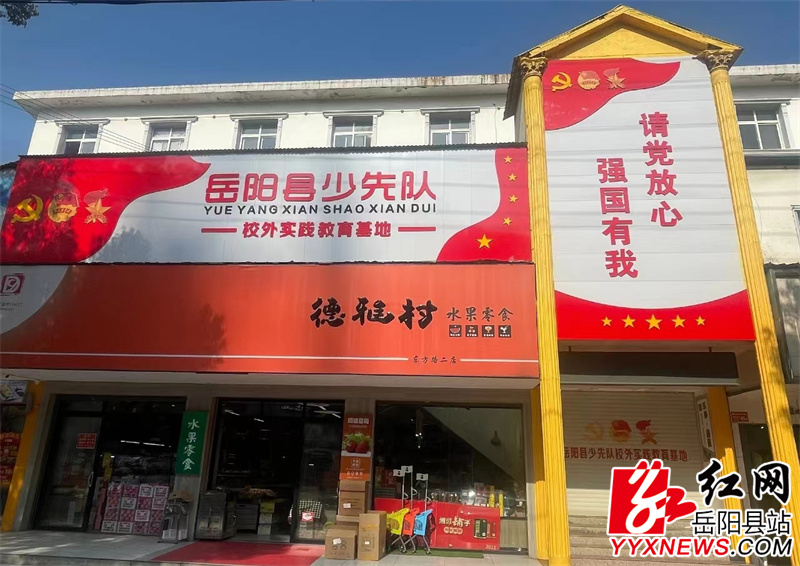 岳阳县少先队
YUE YANG XIAN SHAO XIAN DUI
校外实践教育基地
请党放心
强国有我
德雅村
水果零食
东方路二店
水果零食
岳阳县少先队校外实践教育基地
红网
岳阳县站
YYXNEWS.COM